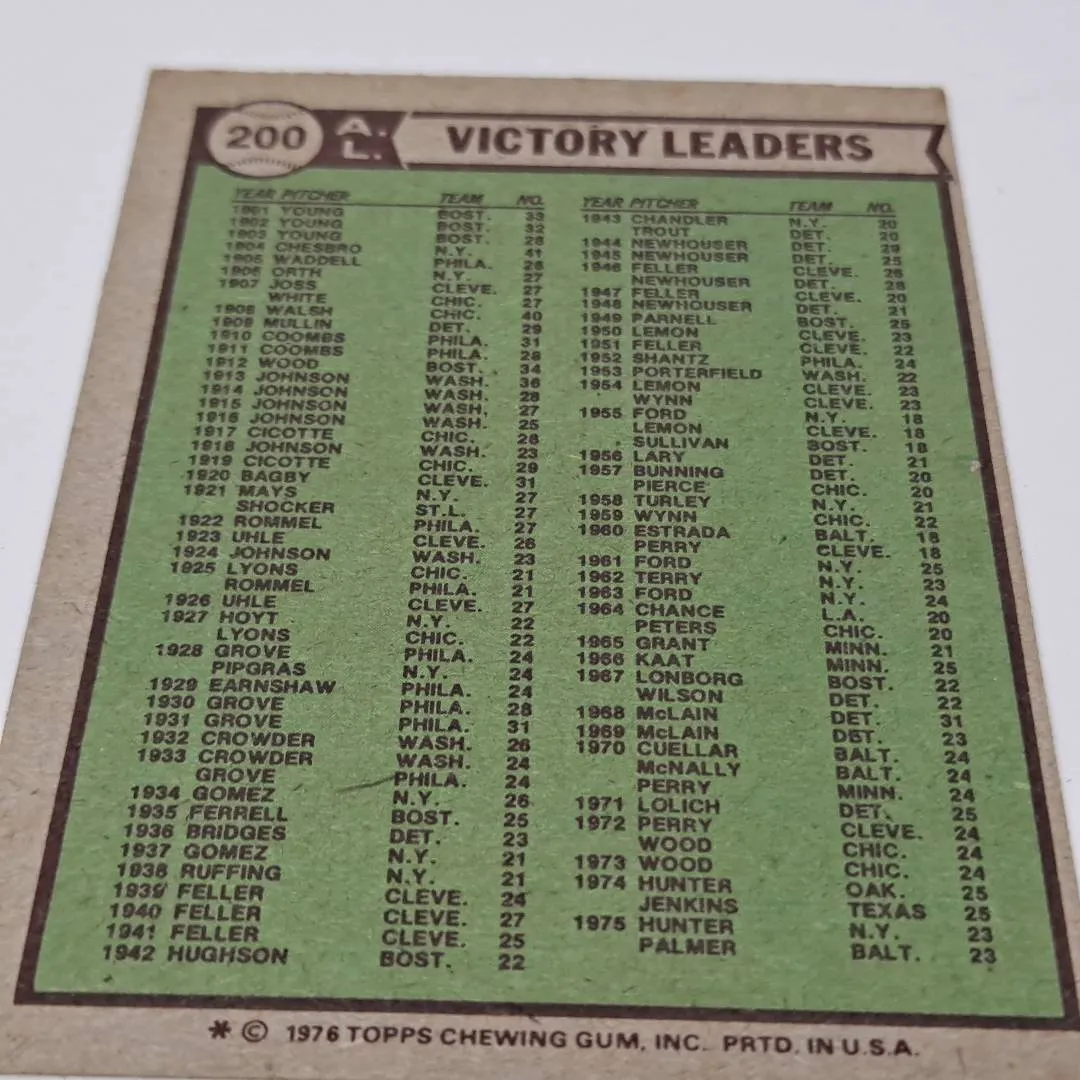 200 A. L. VICTORY LEADERS
YEAR PITCHER TEAM NO.
1901 YOUNG BOST. 33
1902 YOUNG BOST. 32
1903 YOUNG BOST. 28
1904 CHESBRO N.Y. 41
1905 WADDELL PHILA. 26
1906 ORTH N.Y. 27
1907 JOSS CLEVE. 27
WHITE CHIC. 27
1908 WALSH CHIC. 40
1909 MULLIN DET. 29
1910 COOMBS PHILA. 31
1911 COOMBS PHILA. 28
1912 WOOD BOST. 34
1913 JOHNSON WASH. 36
1914 JOHNSON WASH. 28
1915 JOHNSON WASH. 27
1916 JOHNSON WASH. 25
1917 CICOTTE CHIC. 28
1918 JOHNSON WASH. 23
1919 CICOTTE CHIC. 29
1920 BAGBY CLEVE. 31
1921 MAYS N.Y. 27
SHOCKER ST.L. 27
1922 ROMMEL PHILA. 27
1923 UHLE CLEVE. 26
1924 JOHNSON WASH. 23
1925 LYONS CHIC. 21
ROMMEL PHILA. 21
1926 UHLE CLEVE. 27
1927 HOYT N.Y. 22
LYONS CHIC. 22
1928 GROVE PHILA. 24
PIPGRAS N.Y. 24
1929 EARNSHAW PHILA. 24
1930 GROVE PHILA. 28
1931 GROVE PHILA. 31
1932 CROWDER WASH. 26
1933 CROWDER WASH. 24
GROVE PHILA. 24
1934 GOMEZ N.Y. 26
1935 FERRELL BOST. 25
1936 BRIDGES DET. 23
1937 GOMEZ N.Y. 21
1938 RUFFING N.Y. 21
1939 FELLER CLEVE. 24
1940 FELLER CLEVE. 27
1941 FELLER CLEVE. 25
1942 HUGHSON BOST. 22
YEAR PITCHER TEAM NO.
1943 CHANDLER N.Y. 20
TROUT DET. 20
1944 NEWHOUSER DET. 29
1945 NEWHOUSER DET. 25
1946 FELLER CLEVE. 26
NEWHOUSER DET. 26
1947 FELLER CLEVE. 20
1948 NEWHOUSER DET. 21
1949 PARNELL BOST. 25
1950 LEMON CLEVE. 23
1951 FELLER CLEVE. 22
1952 SHANTZ PHILA. 24
1953 PORTERFIELD WASH. 22
1954 LEMON CLEVE. 23
WYNN CLEVE. 23
1955 FORD N.Y. 18
LEMON CLEVE. 18
SULLIVAN BOST. 18
1956 LARY DET. 21
1957 BUNNING DET. 20
PIERCE CHIC. 20
1958 TURLEY N.Y. 21
1959 WYNN CHIC. 22
1960 ESTRADA BALT. 18
PERRY CLEVE. 18
1961 FORD N.Y. 25
1962 TERRY N.Y. 23
1963 FORD N.Y. 24
1964 CHANCE L.A. 20
PETERS CHIC. 20
1965 GRANT MINN. 21
1966 KAAT MINN. 25
1967 LONBORG BOST. 22
WILSON DET. 22
1968 McLAIN DET. 31
1969 McLAIN DET. 23
1970 CUELLAR BALT. 24
McNALLY BALT. 24
PERRY MINN. 24
1971 LOLICH DET. 25
1972 PERRY CLEVE. 24
WOOD CHIC. 24
1973 WOOD CHIC. 24
1974 HUNTER OAK. 25
JENKINS TEXAS 25
1975 HUNTER N.Y. 23
PALMER BALT. 23
* © 1976 TOPPS CHEWING GUM, INC. PRTD. IN U.S.A.